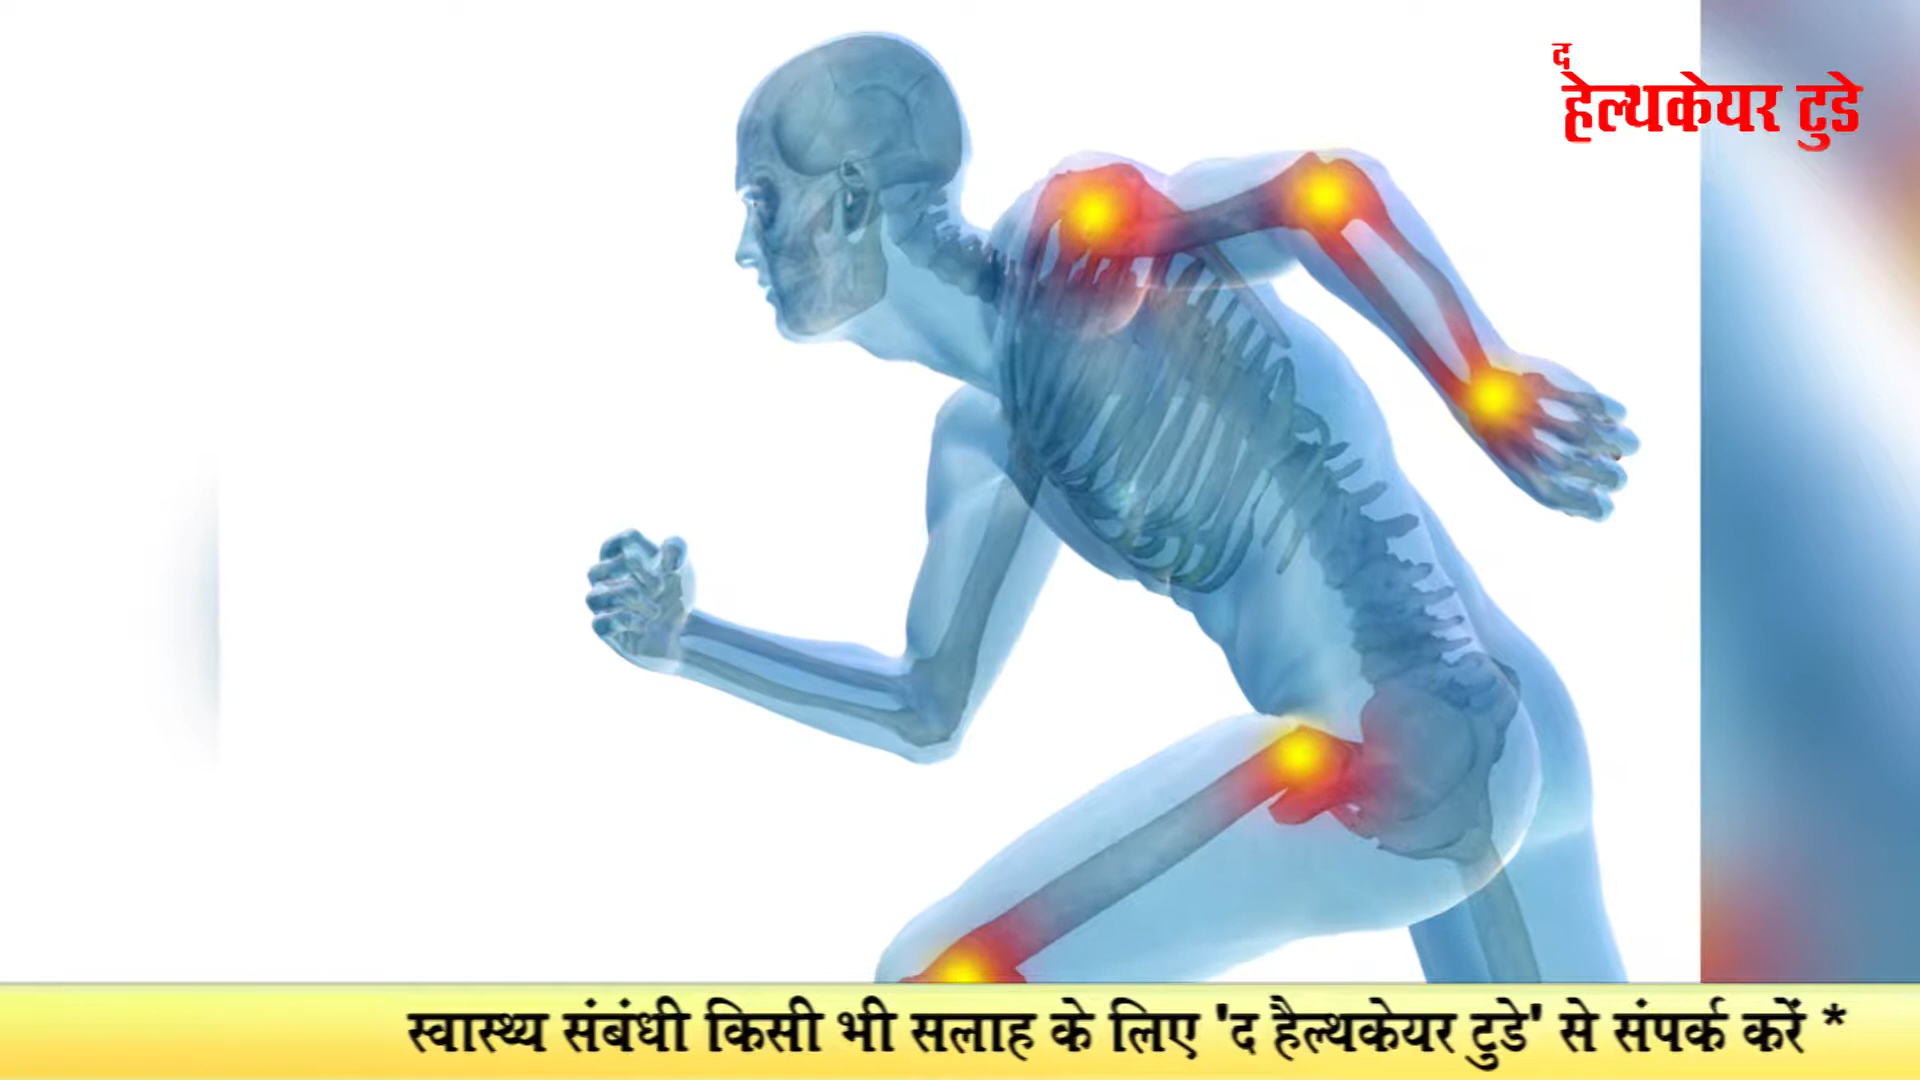 द
हेल्थकेयर टुडे
स्वास्थ्य संबंधी किसी भी सलाह के लिए 'द हैल्थकेयर टुडे' से संपर्क करें *